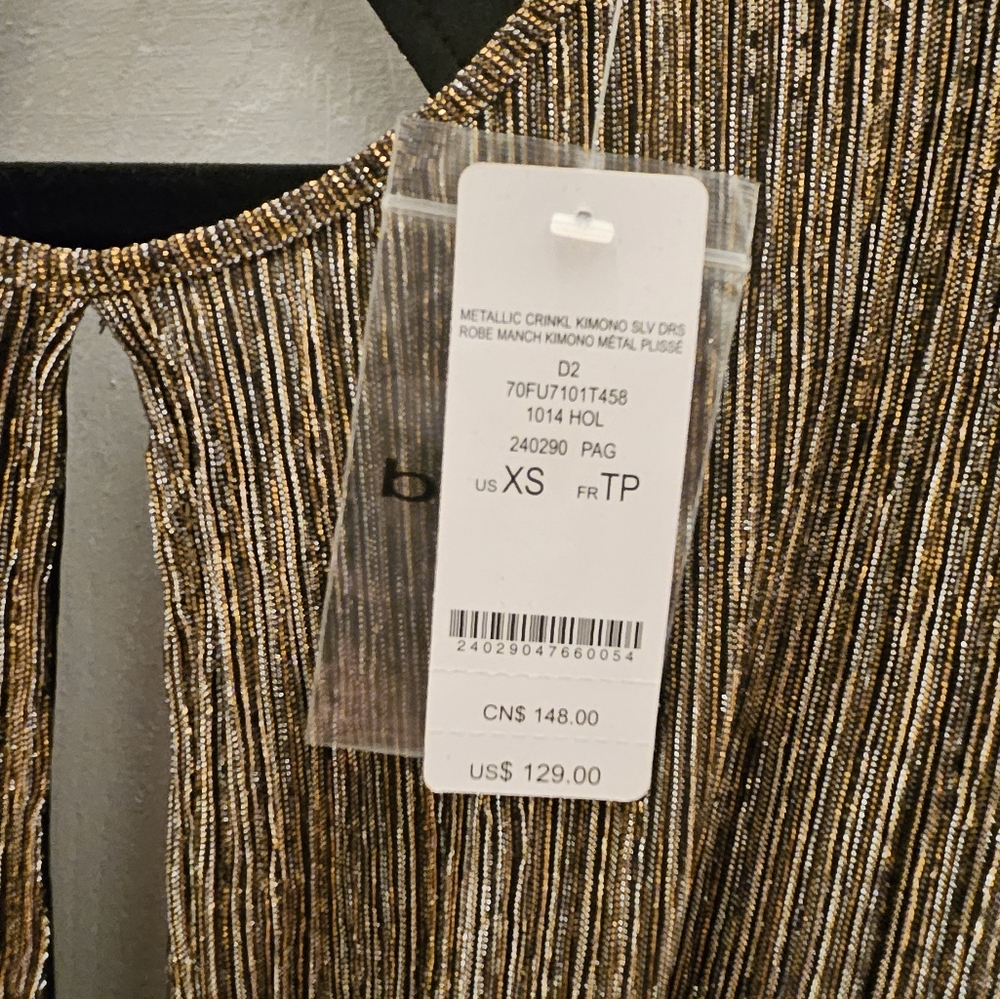 METALLIC CRINKL KIMONO SLV DRS
ROBE MANCH KIMONO MÉTAL PLISSÉ
D2
70FU7101T458
1014 HOL
240290 PAG
US XS FR TP
b
24029047660054
CN$ 148.00
US$ 129.00